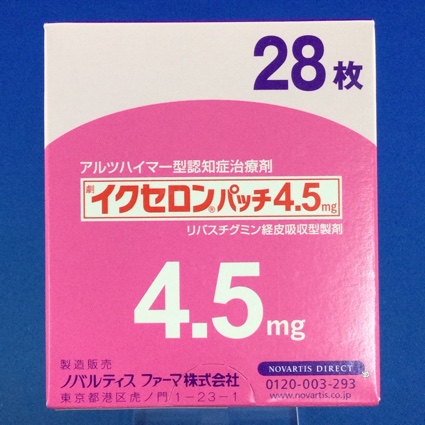 28枚
アルツハイマー型認知症治療剤
劇 イクセロン®パッチ4.5mg
リバスチグミン経皮吸収型製剤
4.5mg
製造販売
ノバルティス ファーマ株式会社
東京都港区虎ノ門1-23-1
NOVARTIS DIRECT
0120-003-293
www.novartis.co.jp